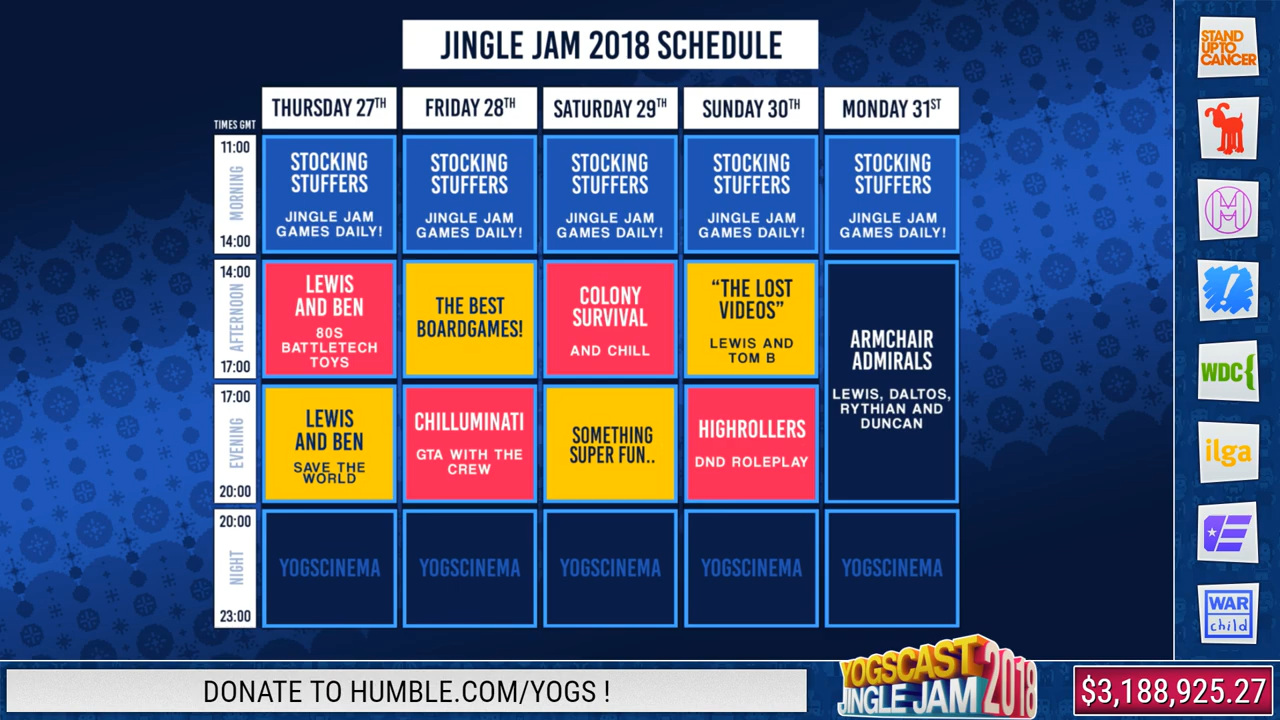 JINGLE JAM 2018 SCHEDULE
TIMES GMT
THURSDAY 27TH
FRIDAY 28TH
SATURDAY 29TH
SUNDAY 30TH
MONDAY 31ST
11:00
MORNING
14:00
STOCKING
STUFFERS
JINGLE JAM
GAMES DAILY!
STOCKING
STUFFERS
JINGLE JAM
GAMES DAILY!
STOCKING
STUFFERS
JINGLE JAM
GAMES DAILY!
STOCKING
STUFFERS
JINGLE JAM
GAMES DAILY!
STOCKING
STUFFERS
JINGLE JAM
GAMES DAILY!
14:00
AFTERNOON
17:00
LEWIS
AND BEN
80S
BATTLETECH
TOYS
THE BEST
BOARDGAMES!
COLONY
SURVIVAL
AND CHILL
“THE LOST
VIDEOS”
LEWIS AND
TOM B
ARMCHAIR
ADMIRALS
LEWIS, DALTOS,
RYTHIAN AND
DUNCAN
17:00
EVENING
20:00
LEWIS
AND BEN
SAVE THE
WORLD
CHILLUMINATI
GTA WITH THE
CREW
SOMETHING
SUPER FUN..
HIGHROLLERS
DND ROLEPLAY
20:00
NIGHT
23:00
YOGSCINEMA
YOGSCINEMA
YOGSCINEMA
YOGSCINEMA
YOGSCINEMA
STAND
UP TO
CANCER
M
!
WDC{
ilga
E
WAR
child
DONATE TO HUMBLE.COM/YOGS !
YOGSCAST
JINGLE JAM
2018
$3,188,925.27